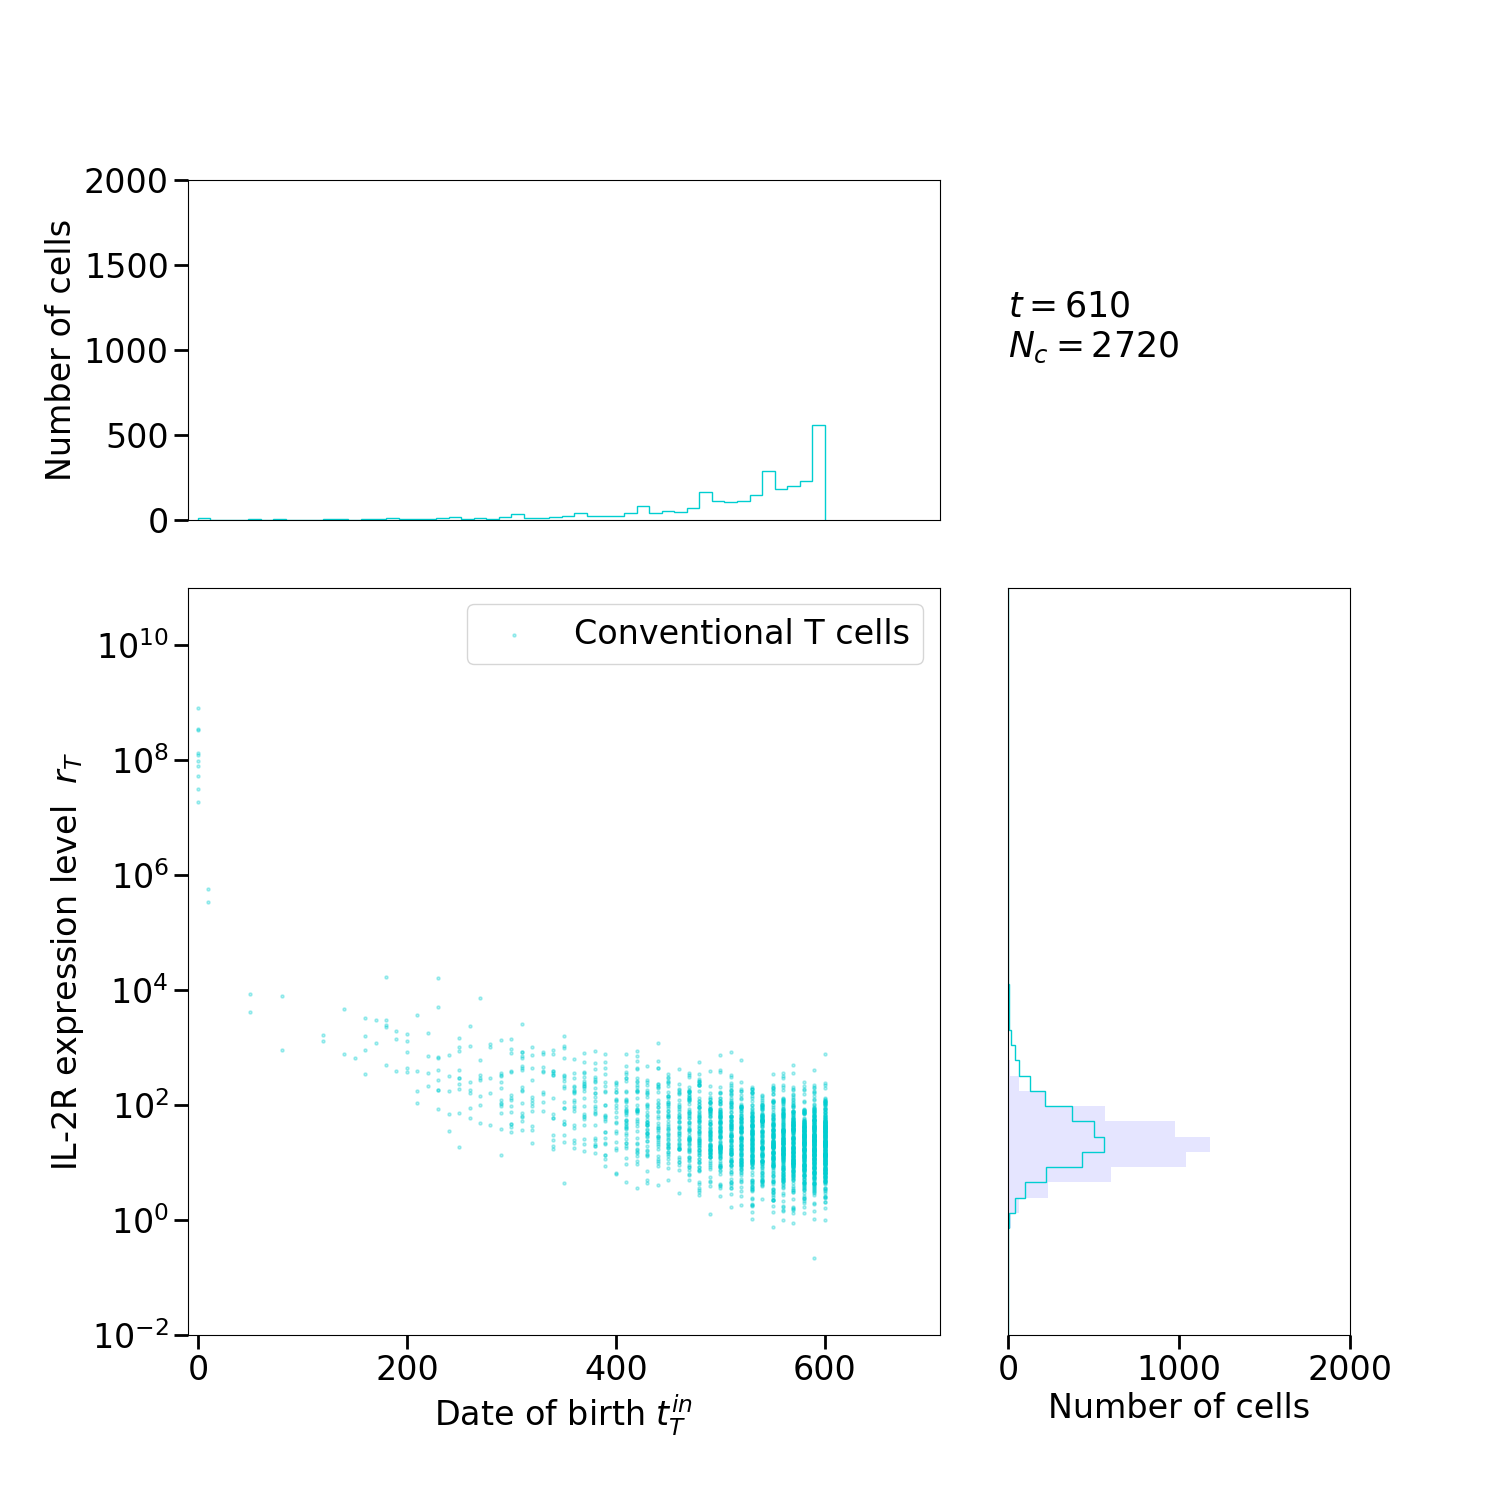 2000
1500
1000
500
0
Number of cells
t = 610
N_c = 2720
Conventional T cells
10^10
10^8
10^6
10^4
10^2
10^0
10^−2
IL-2R expression level r_T
0 200 400 600
Date of birth t_T^in
0 1000 2000
Number of cells